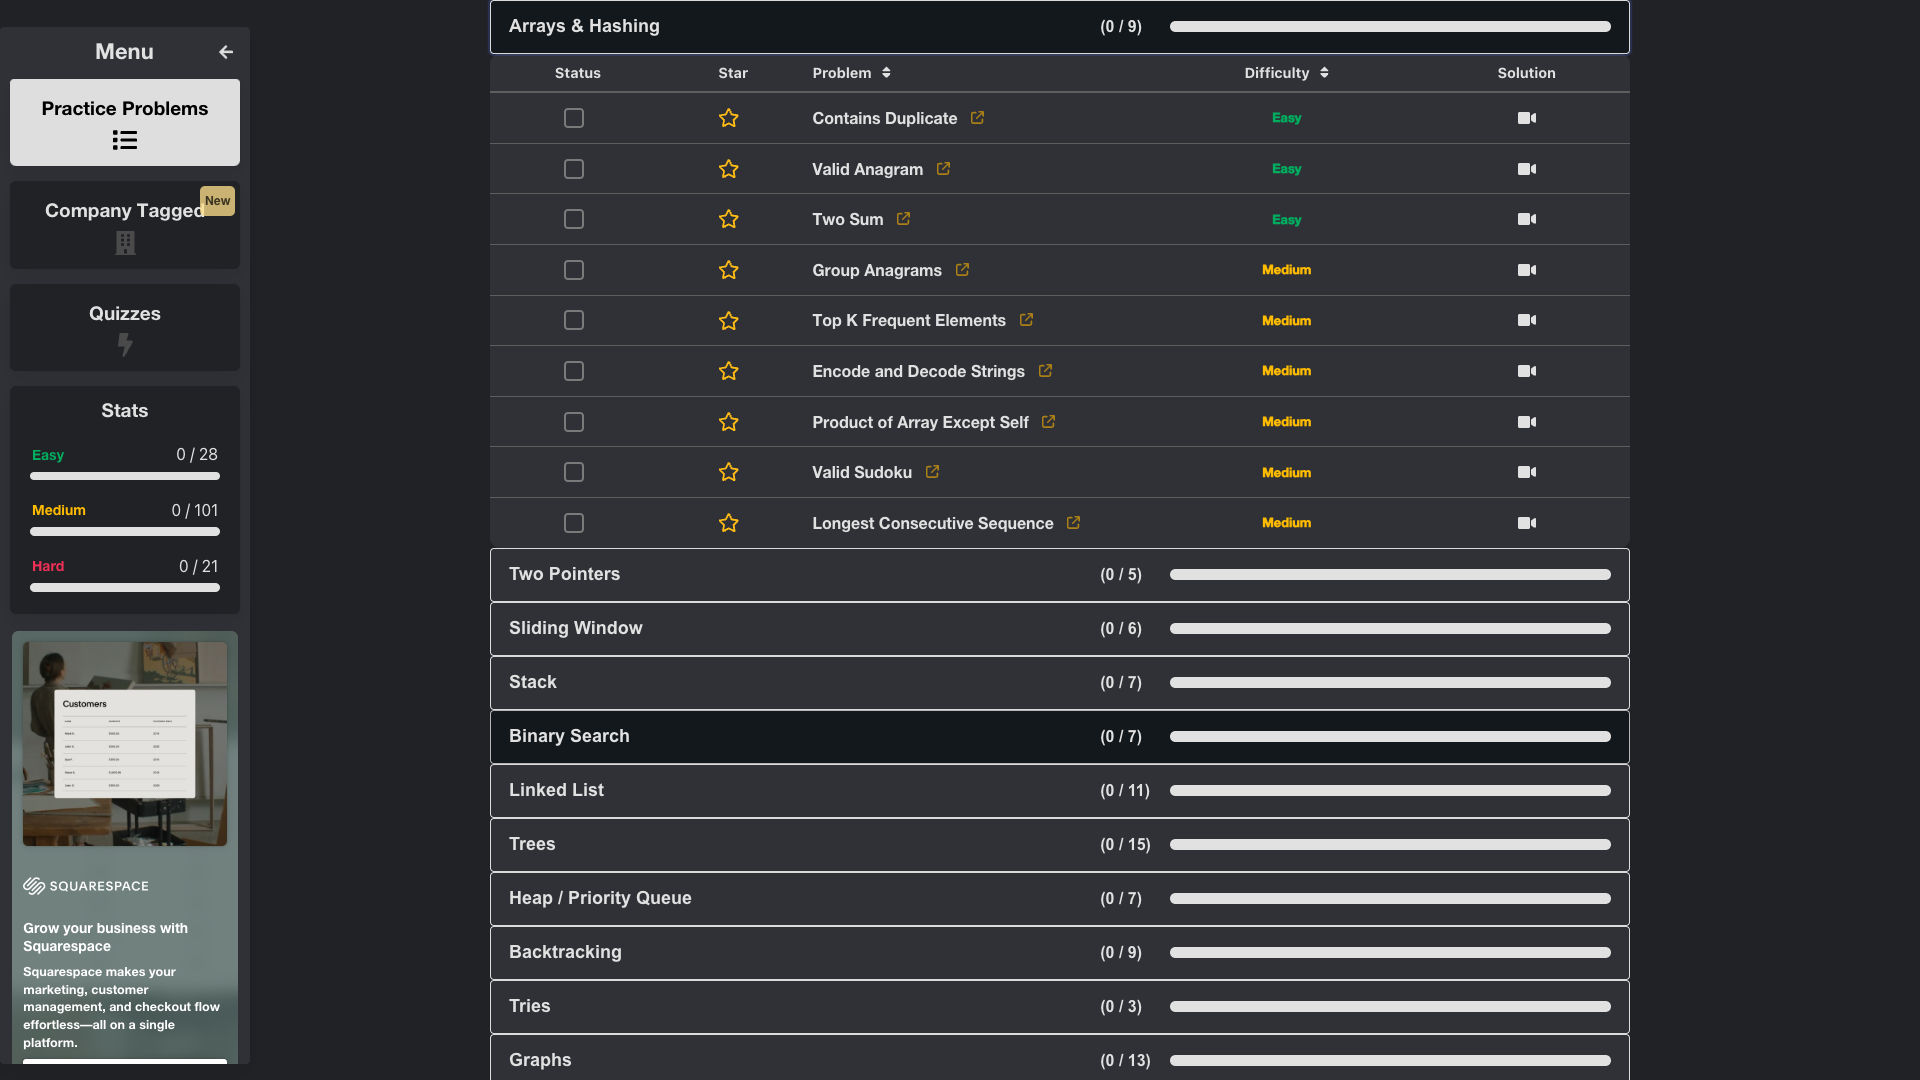 Menu
Practice Problems
Company Tagged
New
Quizzes
Stats
Easy 0 / 28
Medium 0 / 101
Hard 0 / 21
Customers
SQUARESPACE
Grow your business with
Squarespace
Squarespace makes your
marketing, customer
management, and checkout flow
effortless—all on a single
platform.
Arrays & Hashing (0 / 9)
Status Star Problem Difficulty Solution
Contains Duplicate Easy
Valid Anagram Easy
Two Sum Easy
Group Anagrams Medium
Top K Frequent Elements Medium
Encode and Decode Strings Medium
Product of Array Except Self Medium
Valid Sudoku Medium
Longest Consecutive Sequence Medium
Two Pointers (0 / 5)
Sliding Window (0 / 6)
Stack (0 / 7)
Binary Search (0 / 7)
Linked List (0 / 11)
Trees (0 / 15)
Heap / Priority Queue (0 / 7)
Backtracking (0 / 9)
Tries (0 / 3)
Graphs (0 / 13)